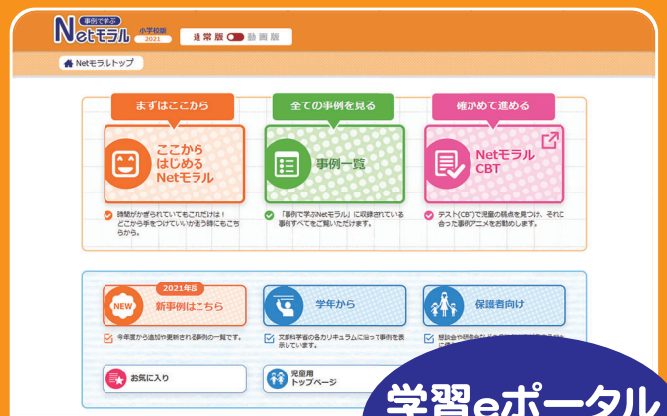 事例で学ぶ
Netモラル 小学校版
2021
通常版 動画版
Netモラルトップ
まずはここから
ここから
はじめる
Netモラル
時間がかぎられていてもこれだけは！
どこから手をつけていいか迷う時にもこち
らから。
全ての事例を見る
事例一覧
「事例で学ぶNetモラル」に収録されている
事例すべてをご覧いただけます。
確かめて進める
Netモラル
CBT
テスト(CBT)で児童の弱点を見つけ、それに
合った事例アニメをお勧めします。
2021年度
NEW
新事例はこちら
今年度から追加や更新される事例の一覧です。
学年から
文部科学省の各カリキュラムに沿って事例を表
示しています。
保護者向け
お気に入り
児童用
トップページ
学習eポータル